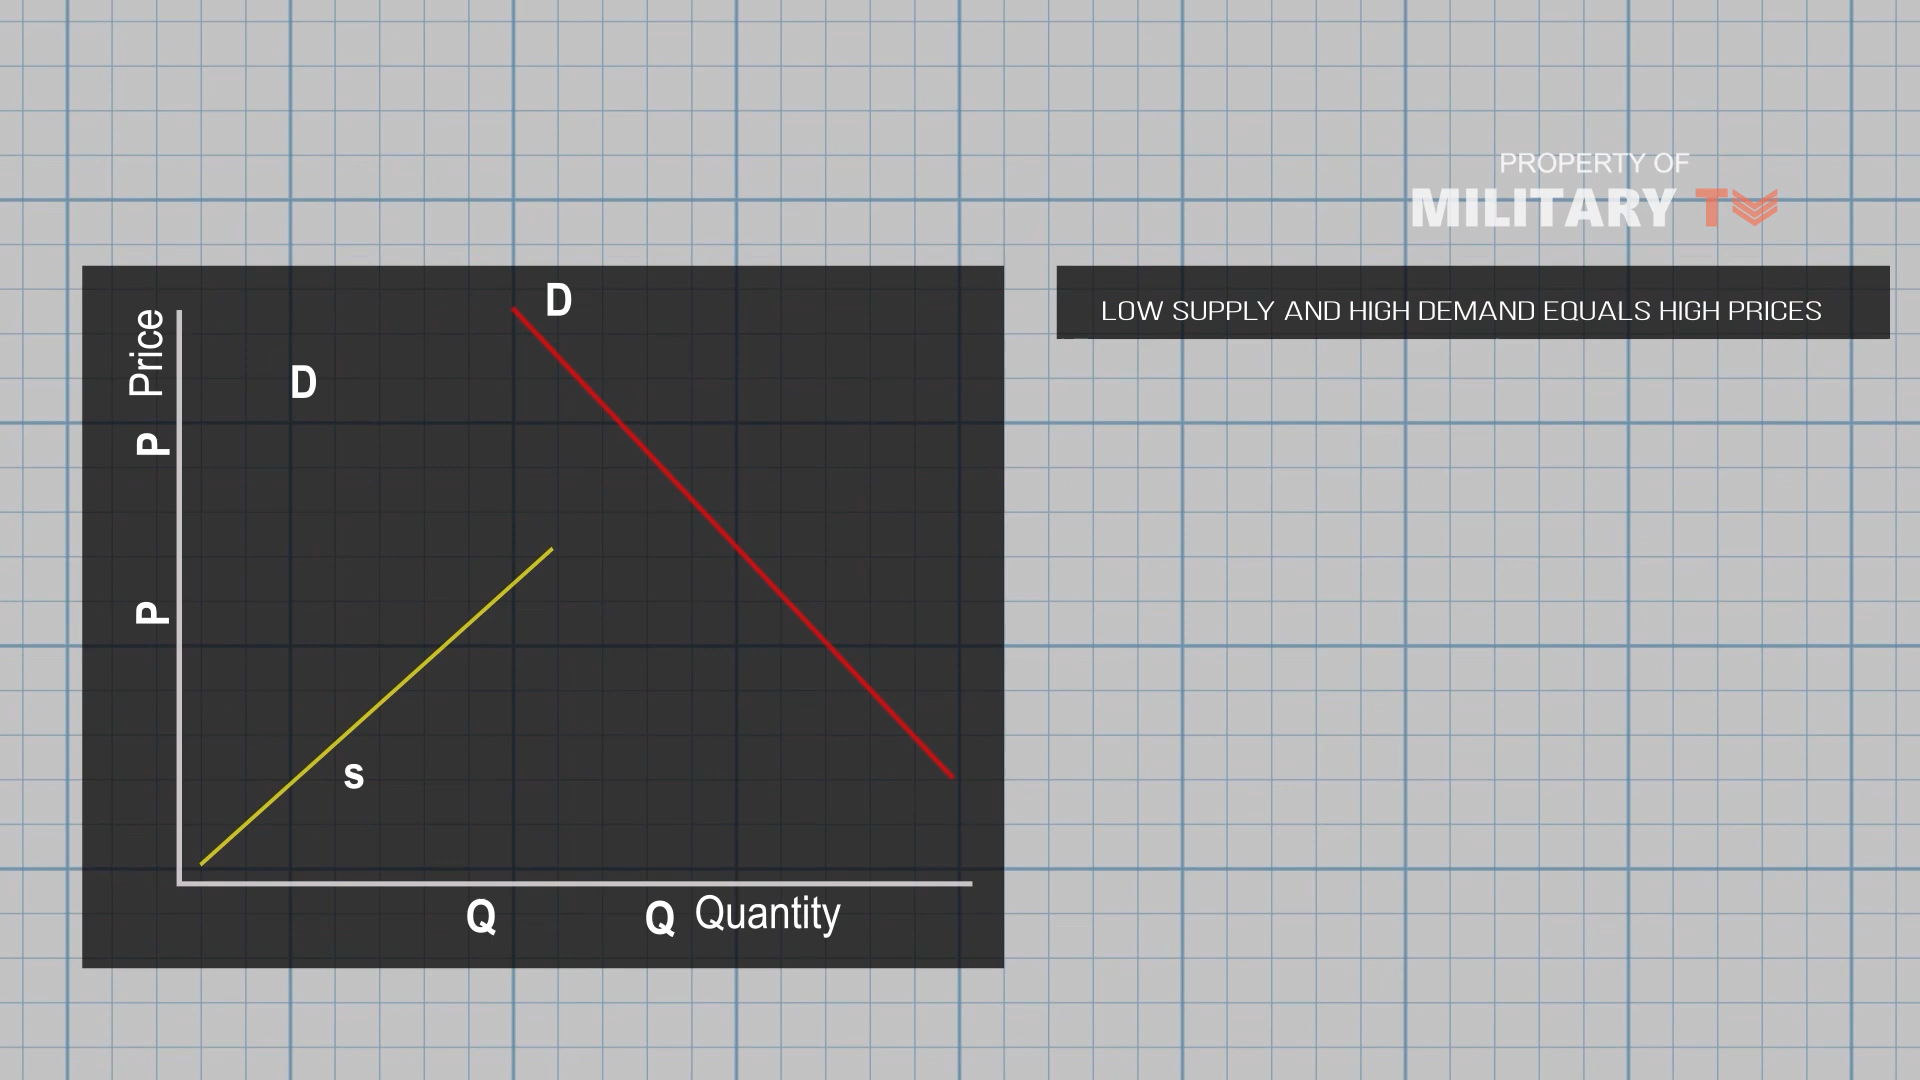 PROPERTY OF
MILITARY TV
LOW SUPPLY AND HIGH DEMAND EQUALS HIGH PRICES
D
Price
D
P
P
s
Q
Q
Quantity